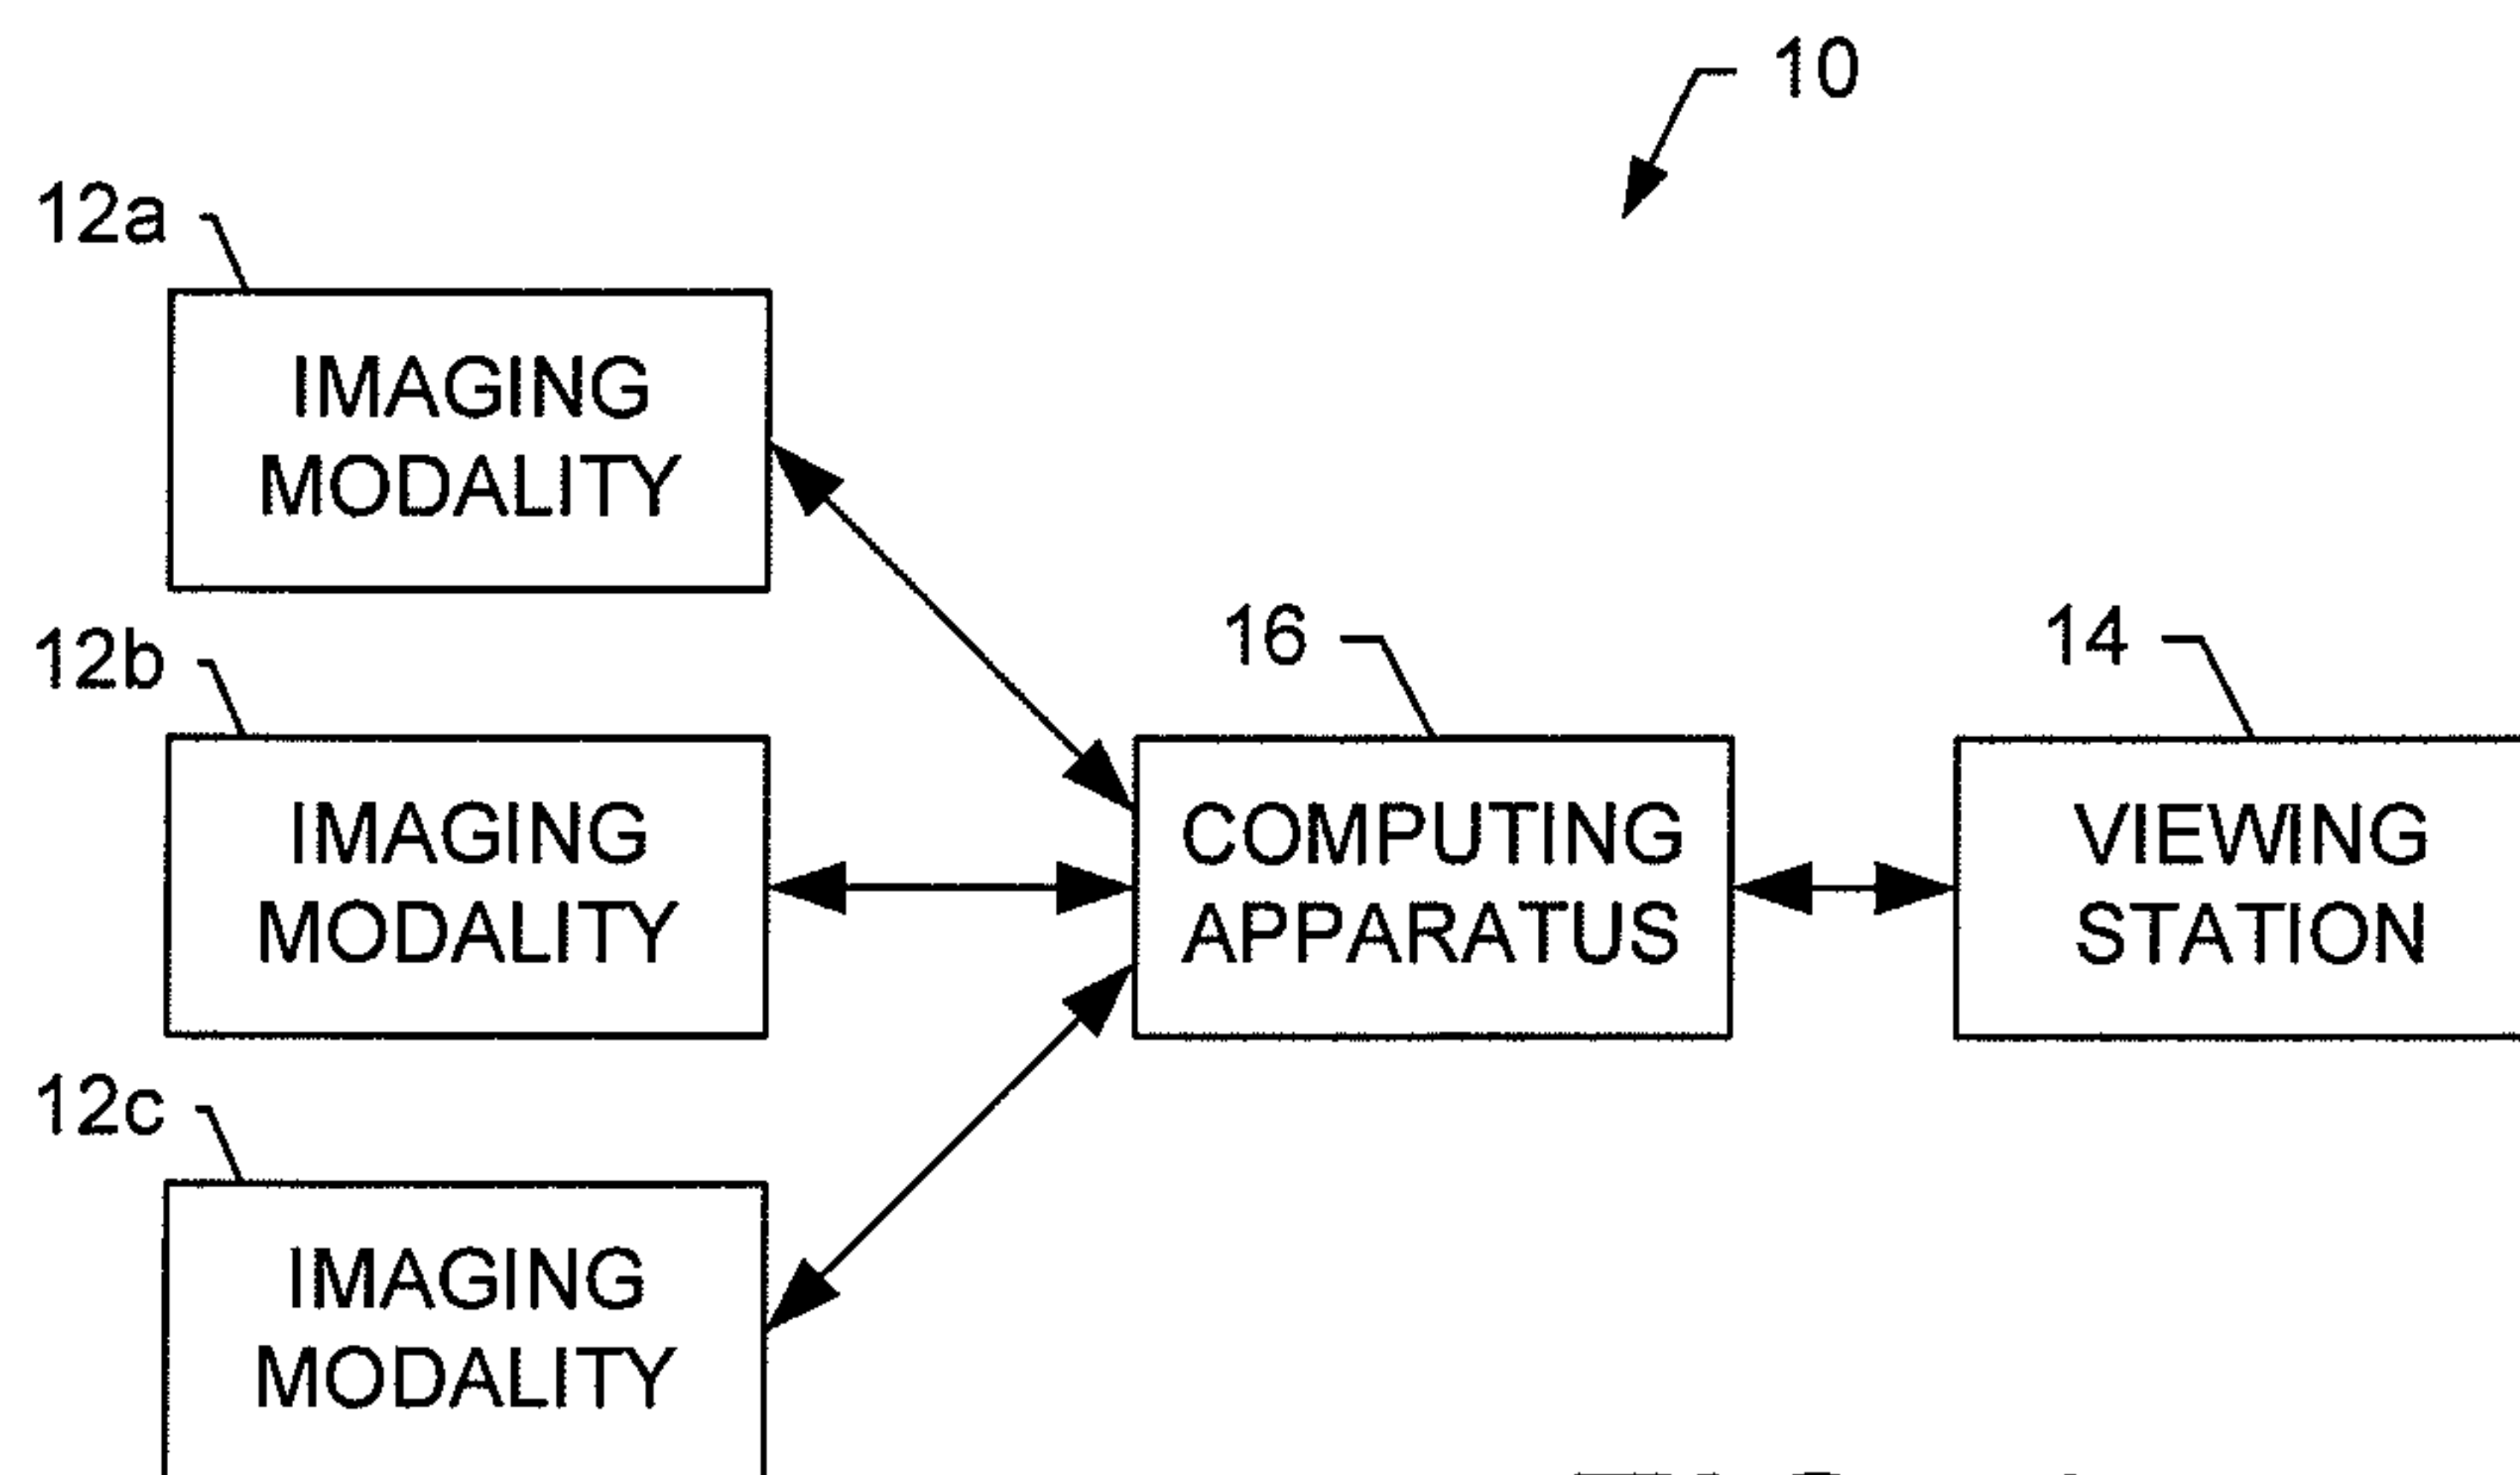 10
12a
IMAGING
MODALITY
12b
16
14
IMAGING
MODALITY
COMPUTING
APPARATUS
VIEWING
STATION
12c
IMAGING
MODALITY